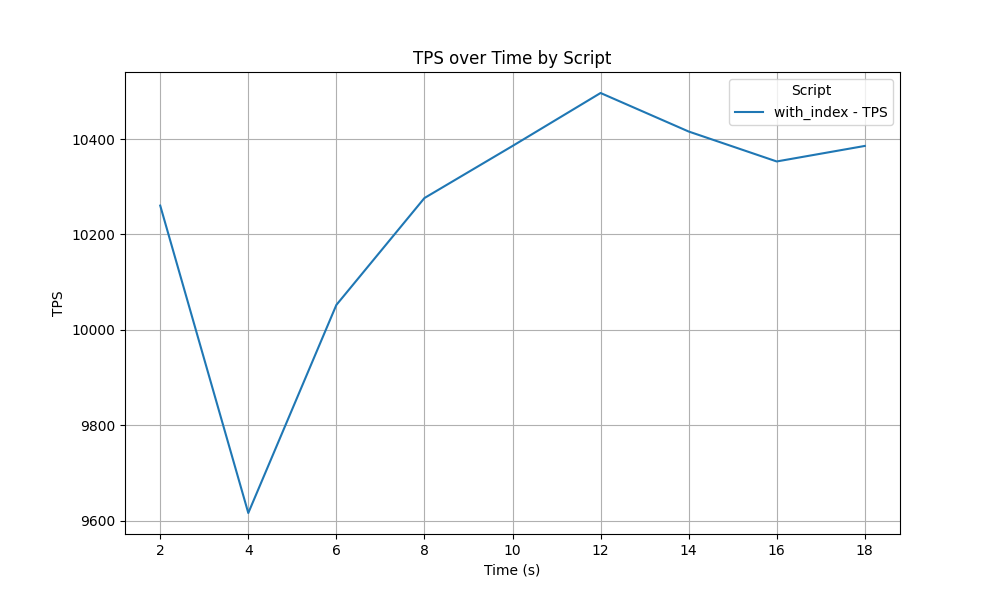 TPS over Time by Script
Script
with_index - TPS
TPS
10400
10200
10000
9800
9600
2 4 6 8 10 12 14 16 18
Time (s)